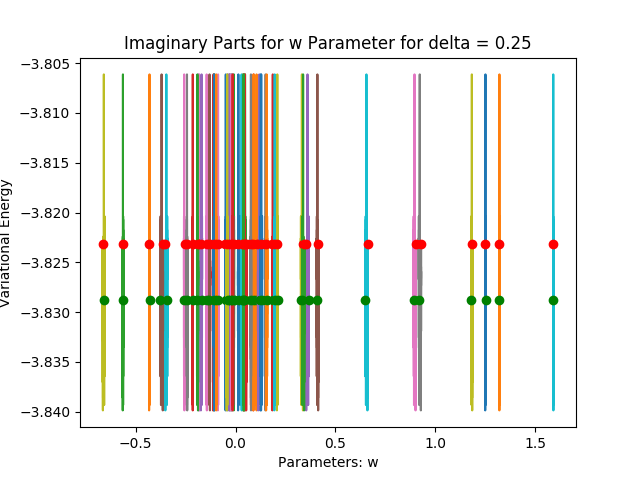 Imaginary Parts for w Parameter for delta = 0.25
Variational Energy
−3.805
−3.810
−3.815
−3.820
−3.825
−3.830
−3.835
−3.840
−0.5 0.0 0.5 1.0 1.5
Parameters: w